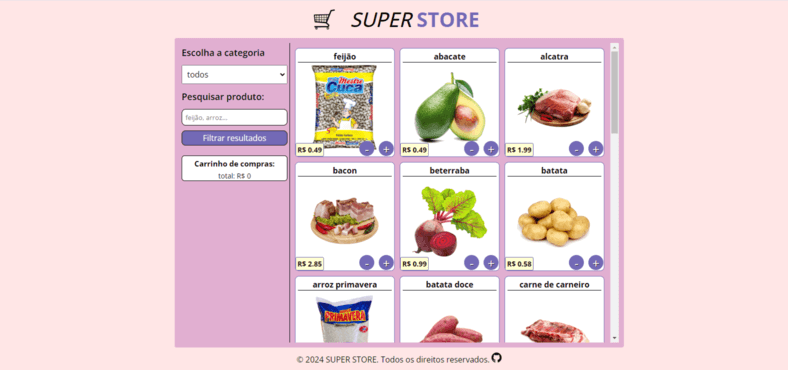 SUPER STORE
Escolha a categoria
todos
Pesquisar produto:
feijão, arroz...
Filtrar resultados
Carrinho de compras:
total: R$ 0
feijão
Mestre
Cuca
R$ 0.49
-
+
abacate
R$ 0.49
-
+
alcatra
R$ 1.99
-
+
bacon
R$ 2.85
-
+
beterraba
R$ 0.99
-
+
batata
R$ 0.58
-
+
arroz primavera
PRIMAVERA
batata doce
carne de carneiro
© 2024 SUPER STORE. Todos os direitos reservados.